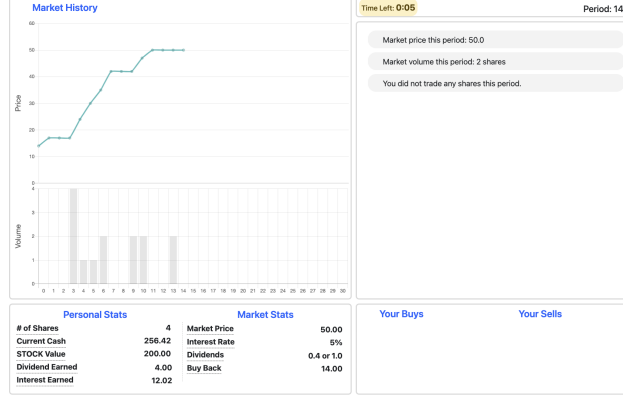 Market History
Time Left: 0:05
Period: 14
60
50
40
30
20
10
0
Price
4
3
2
1
0
Volume
0 1 2 3 4 5 6 7 8 9 10 11 12 13 14 15 16 17 18 19 20 21 22 23 24 25 26 27 28 29 30
Market price this period: 50.0
Market volume this period: 2 shares
You did not trade any shares this period.
Personal Stats
# of Shares 4
Current Cash 256.42
STOCK Value 200.00
Dividend Earned 4.00
Interest Earned 12.02
Market Stats
Market Price 50.00
Interest Rate 5%
Dividends 0.4 or 1.0
Buy Back 14.00
Your Buys
Your Sells